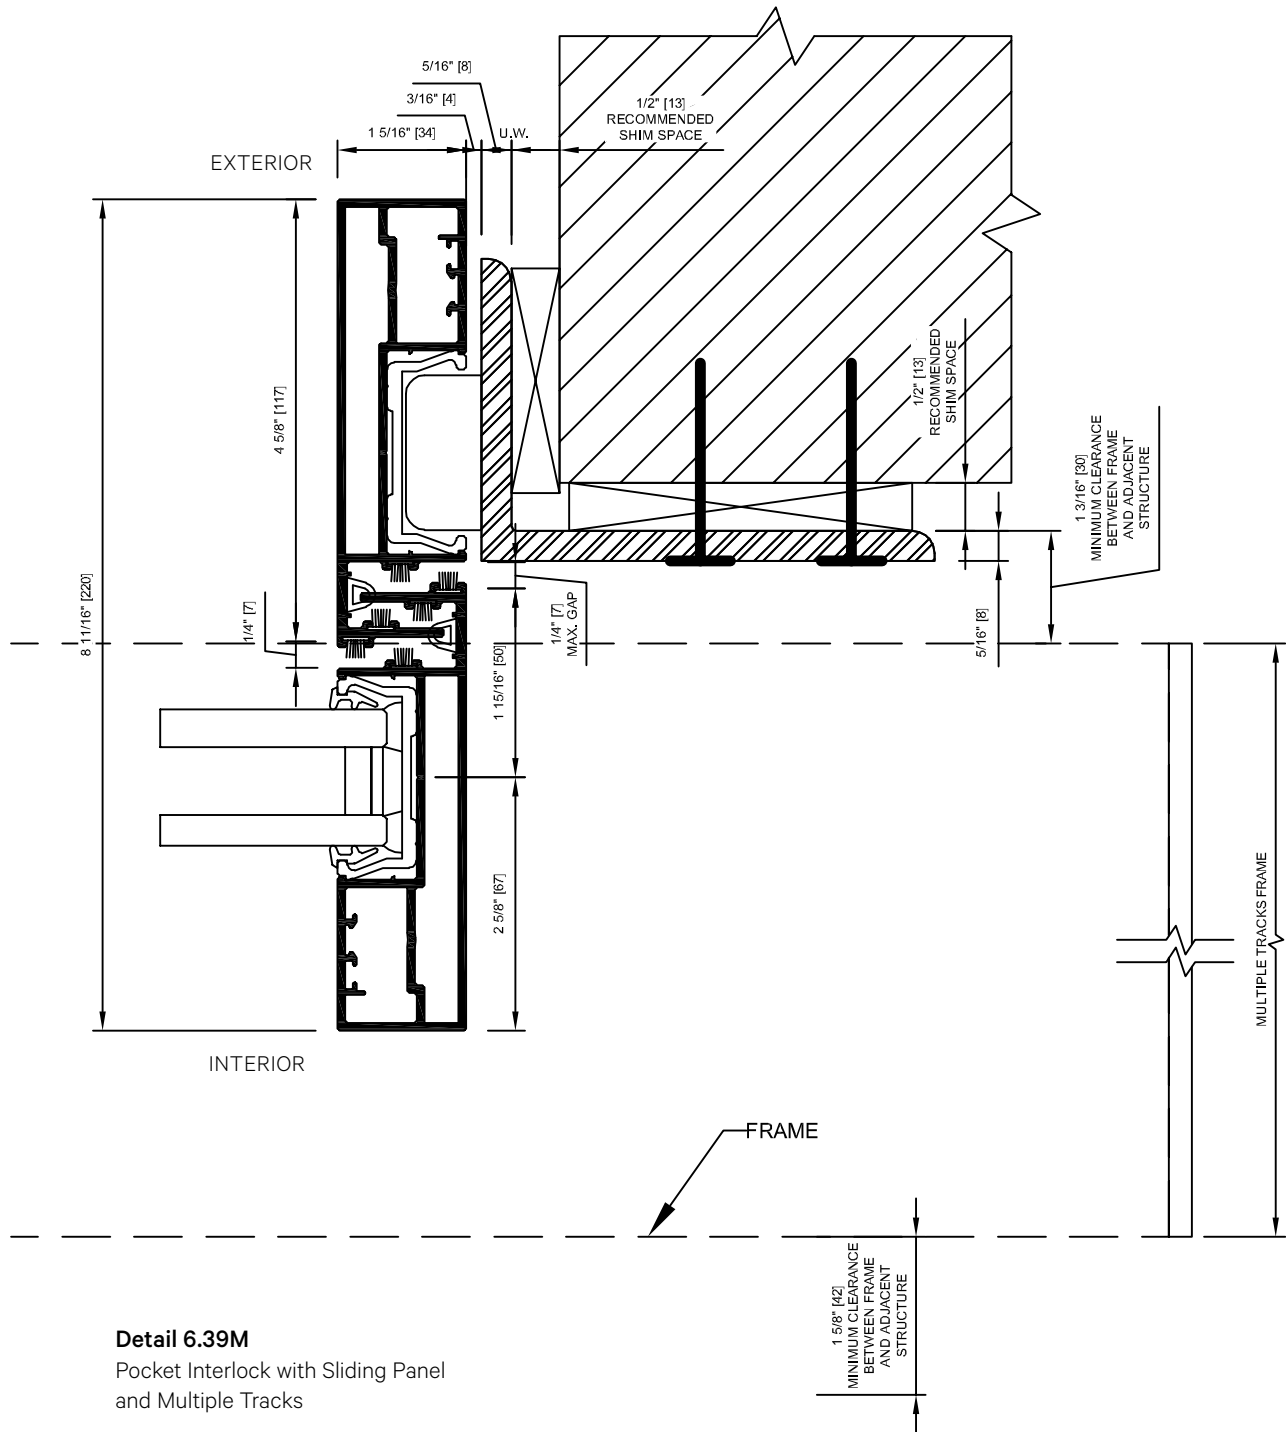 5/16" [8]
3/16" [4]
1 5/16" [34]
U.W.
1/2" [13]
RECOMMENDED
SHIM SPACE
EXTERIOR
4 5/8" [117]
8 11/16" [220]
1/4" [7]
1/2" [13]
RECOMMENDED
SHIM SPACE
1 3/16" [30]
MINIMUM CLEARANCE
BETWEEN FRAME
AND ADJACENT
STRUCTURE
1/4" [7]
MAX. GAP
5/16" [8]
1 15/16" [50]
2 5/8" [67]
MULTIPLE TRACKS FRAME
INTERIOR
FRAME
1 5/8" [42]
MINIMUM CLEARANCE
BETWEEN FRAME
AND ADJACENT
STRUCTURE
Detail 6.39M
Pocket Interlock with Sliding Panel
and Multiple Tracks